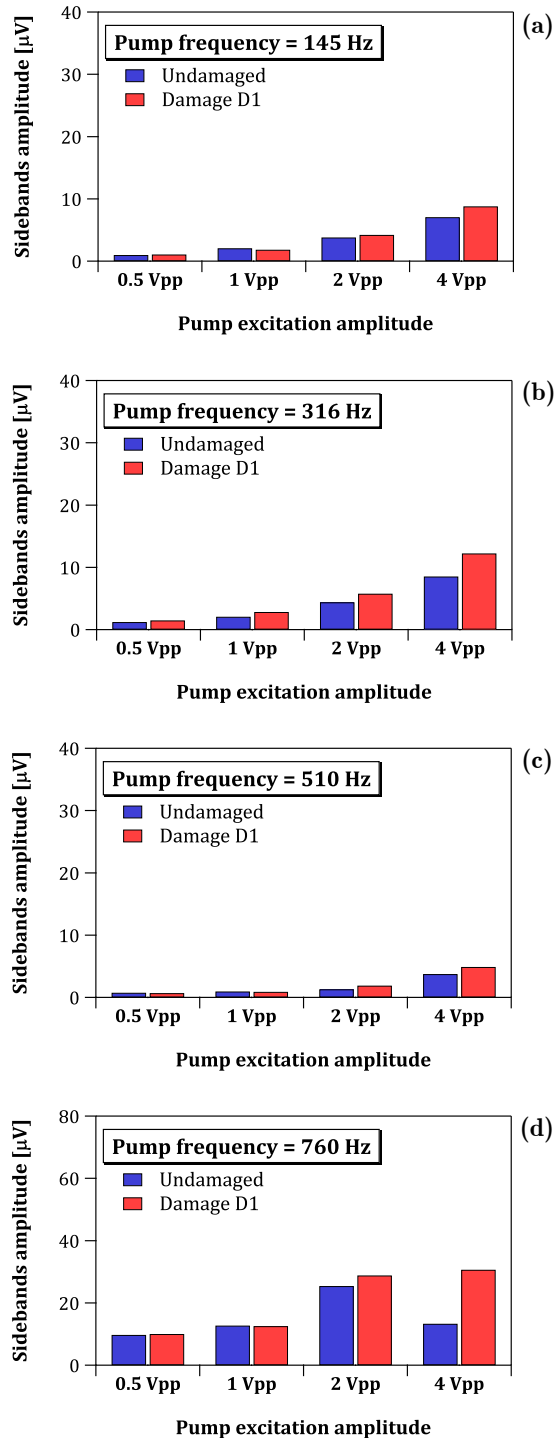 (a)
Sidebands amplitude [μV]
40
30
20
10
0
Pump frequency = 145 Hz
Undamaged
Damage D1
0.5 Vpp 1 Vpp 2 Vpp 4 Vpp
Pump excitation amplitude
(b)
Sidebands amplitude [μV]
40
30
20
10
0
Pump frequency = 316 Hz
Undamaged
Damage D1
0.5 Vpp 1 Vpp 2 Vpp 4 Vpp
Pump excitation amplitude
(c)
Sidebands amplitude [μV]
40
30
20
10
0
Pump frequency = 510 Hz
Undamaged
Damage D1
0.5 Vpp 1 Vpp 2 Vpp 4 Vpp
Pump excitation amplitude
(d)
Sidebands amplitude [μV]
80
60
40
20
0
Pump frequency = 760 Hz
Undamaged
Damage D1
0.5 Vpp 1 Vpp 2 Vpp 4 Vpp
Pump excitation amplitude